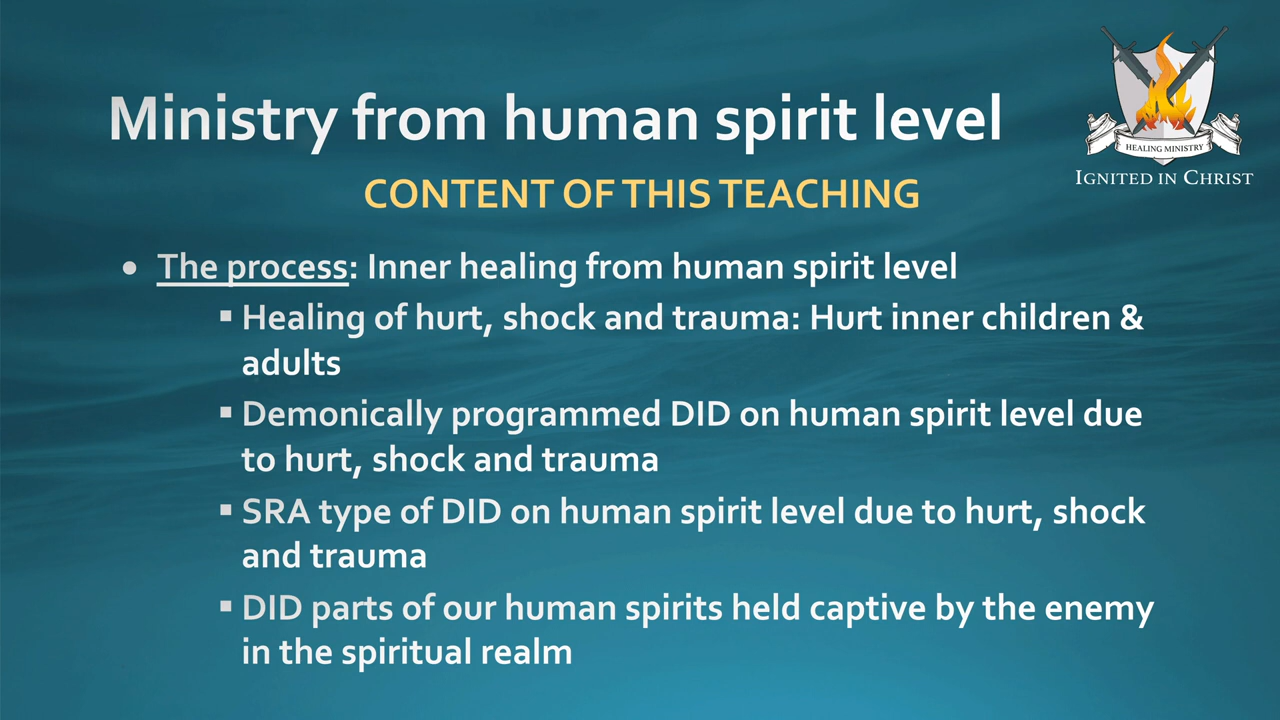 Ministry from human spirit level
HEALING MINISTRY
IGNITED IN CHRIST
CONTENT OF THIS TEACHING
• The process: Inner healing from human spirit level
▪ Healing of hurt, shock and trauma: Hurt inner children &
adults
▪ Demonically programmed DID on human spirit level due
to hurt, shock and trauma
▪ SRA type of DID on human spirit level due to hurt, shock
and trauma
▪ DID parts of our human spirits held captive by the enemy
in the spiritual realm